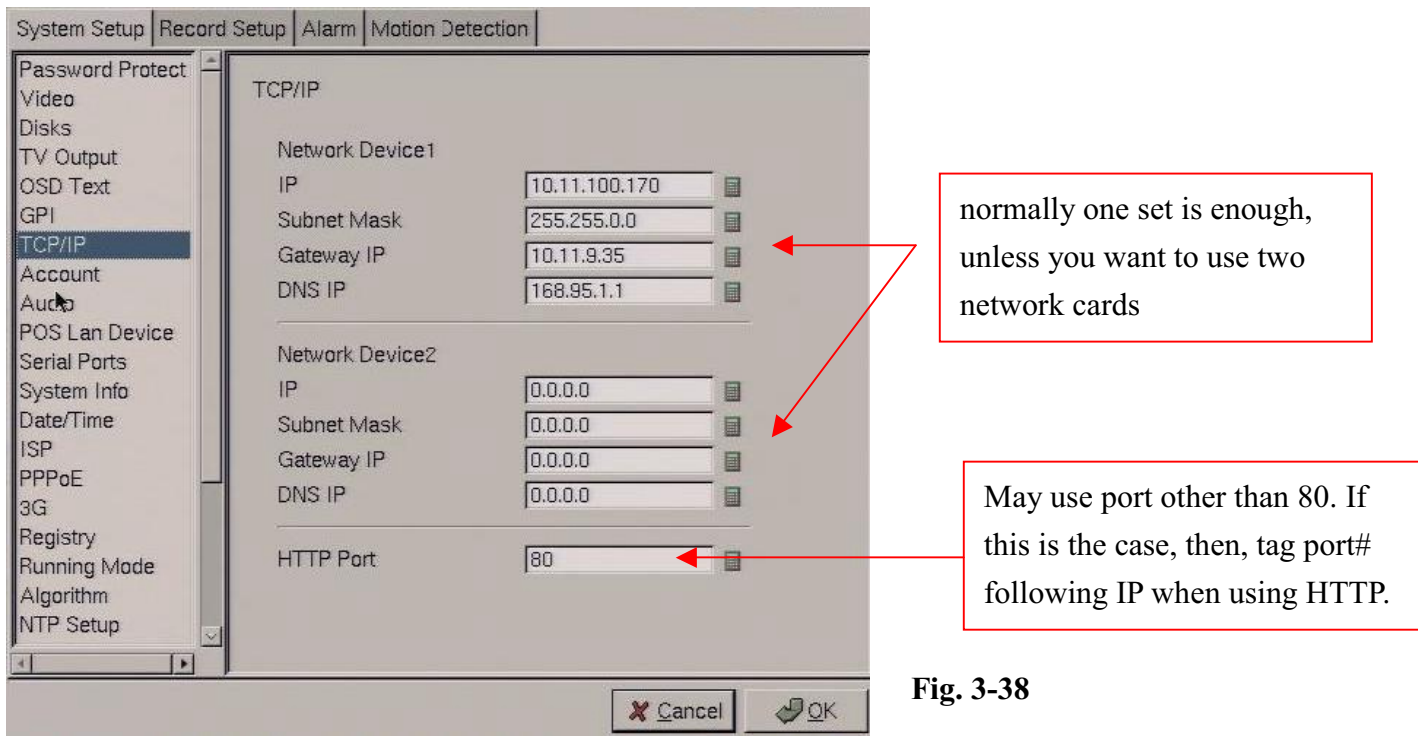 System Setup Record Setup Alarm Motion Detection
Password Protect
Video
Disks
TV Output
OSD Text
GPI
TCP/IP
Account
Audio
POS Lan Device
Serial Ports
System Info
Date/Time
ISP
PPPoE
3G
Registry
Running Mode
Algorithm
NTP Setup
TCP/IP
Network Device1
IP 10.11.100.170
Subnet Mask 255.255.0.0
Gateway IP 10.11.9.35
DNS IP 168.95.1.1
Network Device2
IP 0.0.0.0
Subnet Mask 0.0.0.0
Gateway IP 0.0.0.0
DNS IP 0.0.0.0
HTTP Port 80
Cancel OK
normally one set is enough,
unless you want to use two
network cards
May use port other than 80. If
this is the case, then, tag port#
following IP when using HTTP.
Fig. 3-38